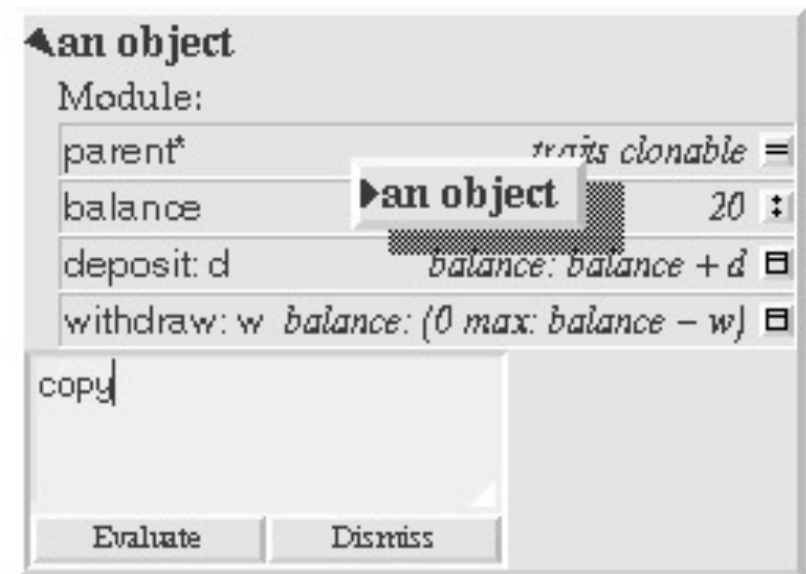 an object
Module:
parent* traits clonable =
an object
balance 20 :
deposit: d balance: balance + d
withdraw: w balance: (0 max: balance – w)
copy
Evaluate Dismiss